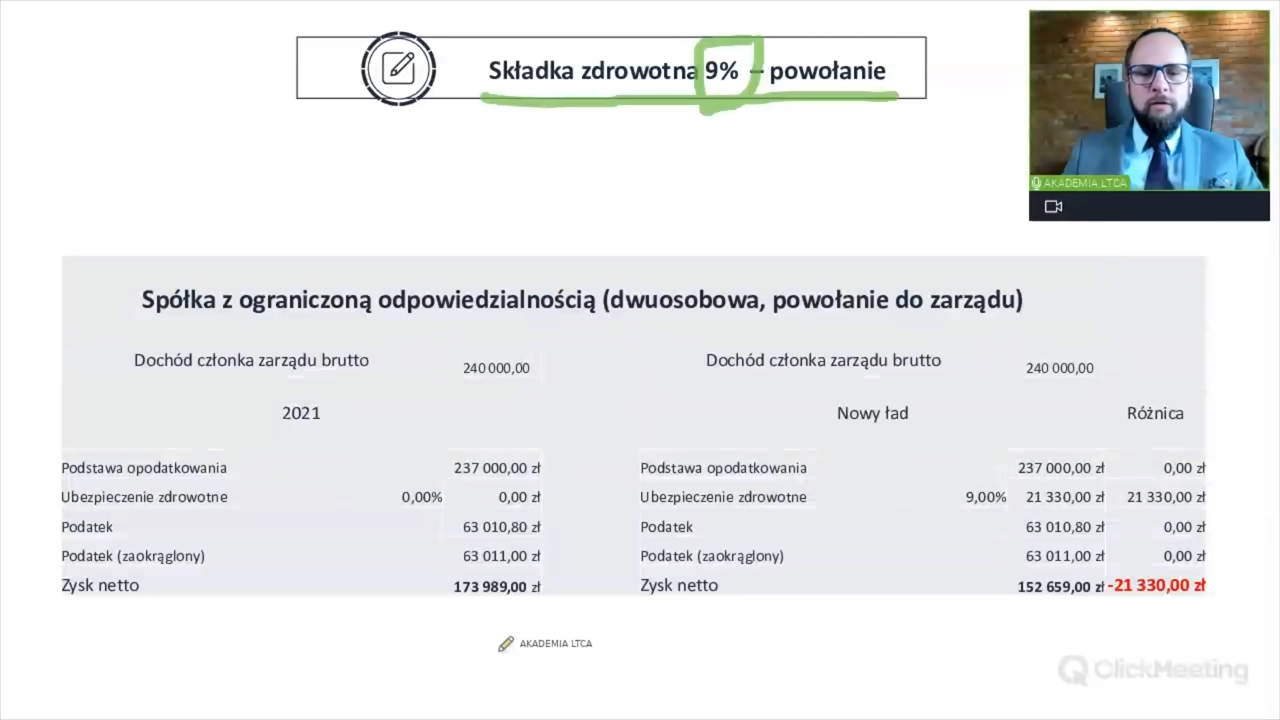 Składka zdrowotna 9% – powołanie
AKADEMIA LTCA
Spółka z ograniczoną odpowiedzialnością (dwuosobowa, powołanie do zarządu)
Dochód członka zarządu brutto 240 000,00 Dochód członka zarządu brutto 240 000,00
2021 Nowy ład Różnica
Podstawa opodatkowania 237 000,00 zł Podstawa opodatkowania 237 000,00 zł 0,00 zł
Ubezpieczenie zdrowotne 0,00% 0,00 zł Ubezpieczenie zdrowotne 9,00% 21 330,00 zł 21 330,00 zł
Podatek 63 010,80 zł Podatek 63 010,80 zł 0,00 zł
Podatek (zaokrąglony) 63 011,00 zł Podatek (zaokrąglony) 63 011,00 zł 0,00 zł
Zysk netto 173 989,00 zł Zysk netto 152 659,00 zł -21 330,00 zł
AKADEMIA LTCA
ClickMeeting